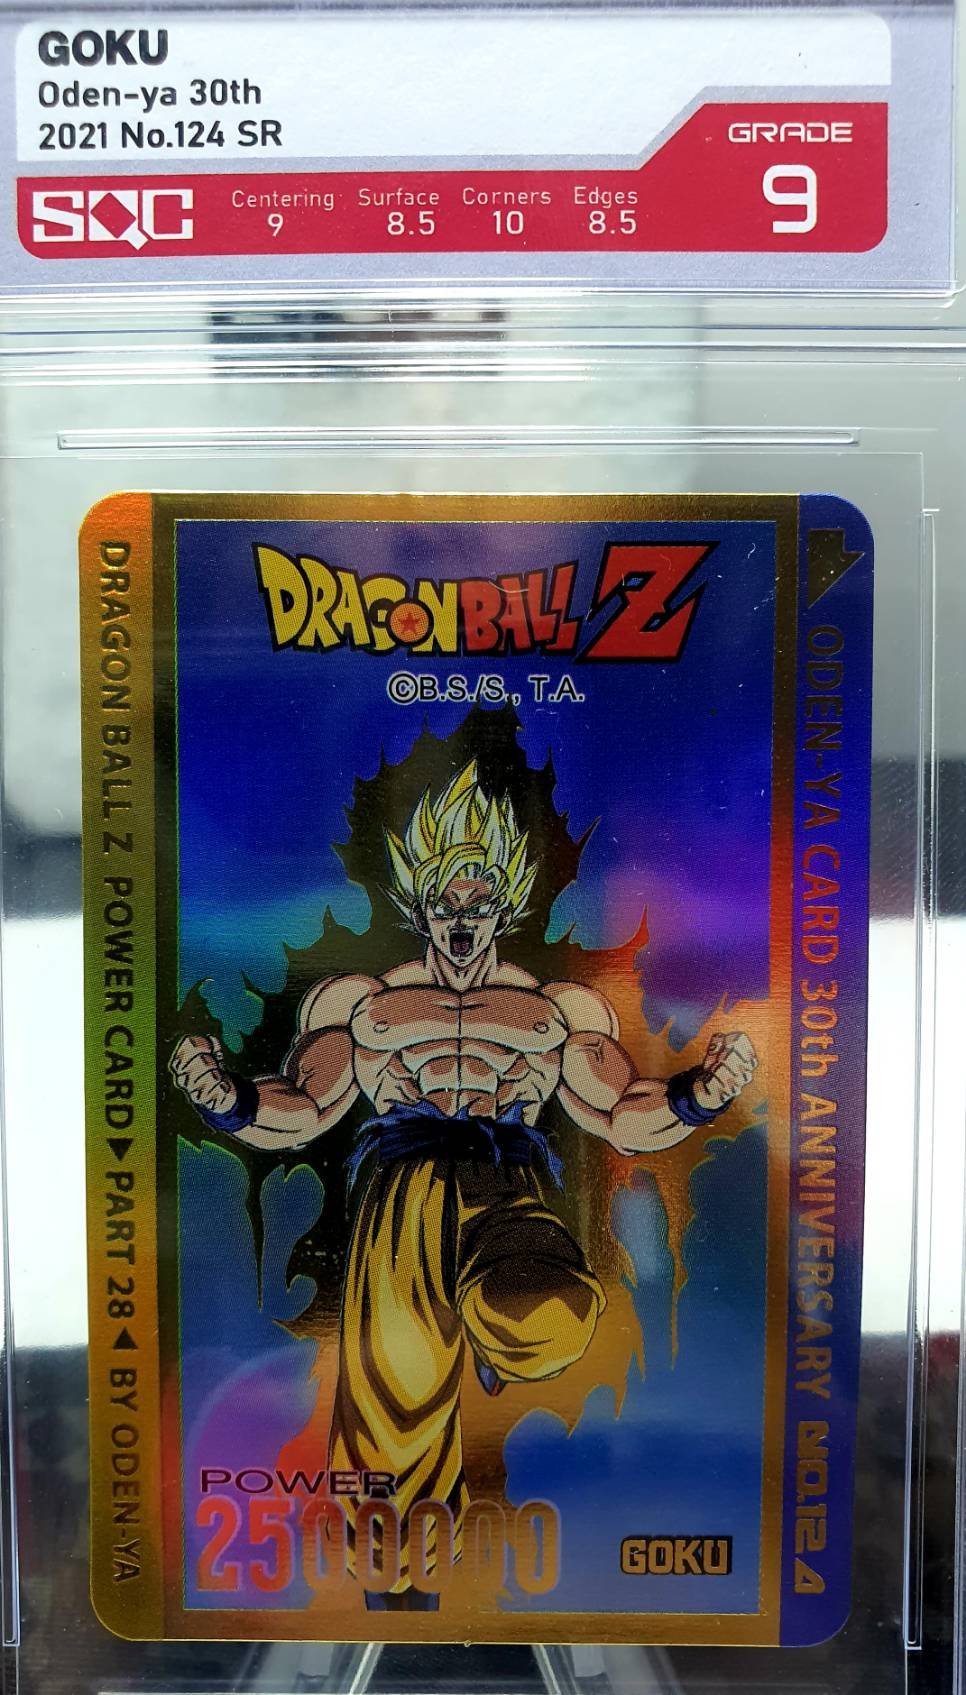 GOKU
Oden-ya 30th
2021 No.124 SR
GRADE
9
SQC
Centering Surface Corners Edges
9 8.5 10 8.5
DRAGON BALL Z
©B.S./S., T.A.
DRAGON BALL Z POWER CARD▶PART 28◀ BY ODEN-YA
ODEN-YA CARD 30th ANNIVERSARY NO.124
POWER
2500000
GOKU